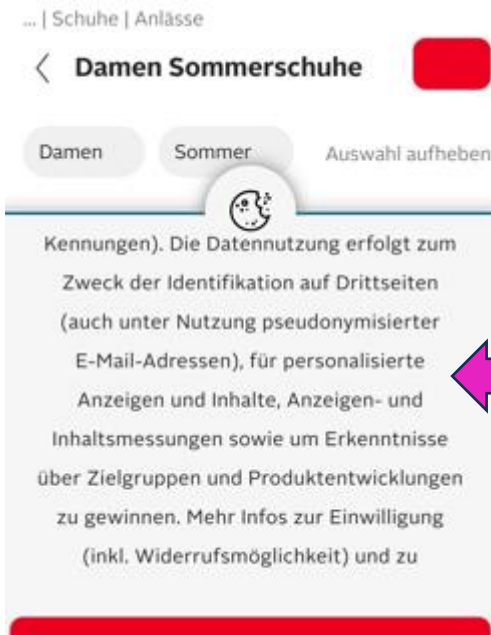 ... | Schuhe | Anlässe
Damen Sommerschuhe
Damen Sommer Auswahl aufheben
Kennungen). Die Datennutzung erfolgt zum
Zweck der Identifikation auf Drittseiten
(auch unter Nutzung pseudonymisierter
E-Mail-Adressen), für personalisierte
Anzeigen und Inhalte, Anzeigen- und
Inhaltsmessungen sowie um Erkenntnisse
über Zielgruppen und Produktentwicklungen
zu gewinnen. Mehr Infos zur Einwilligung
(inkl. Widerrufsmöglichkeit) und zu